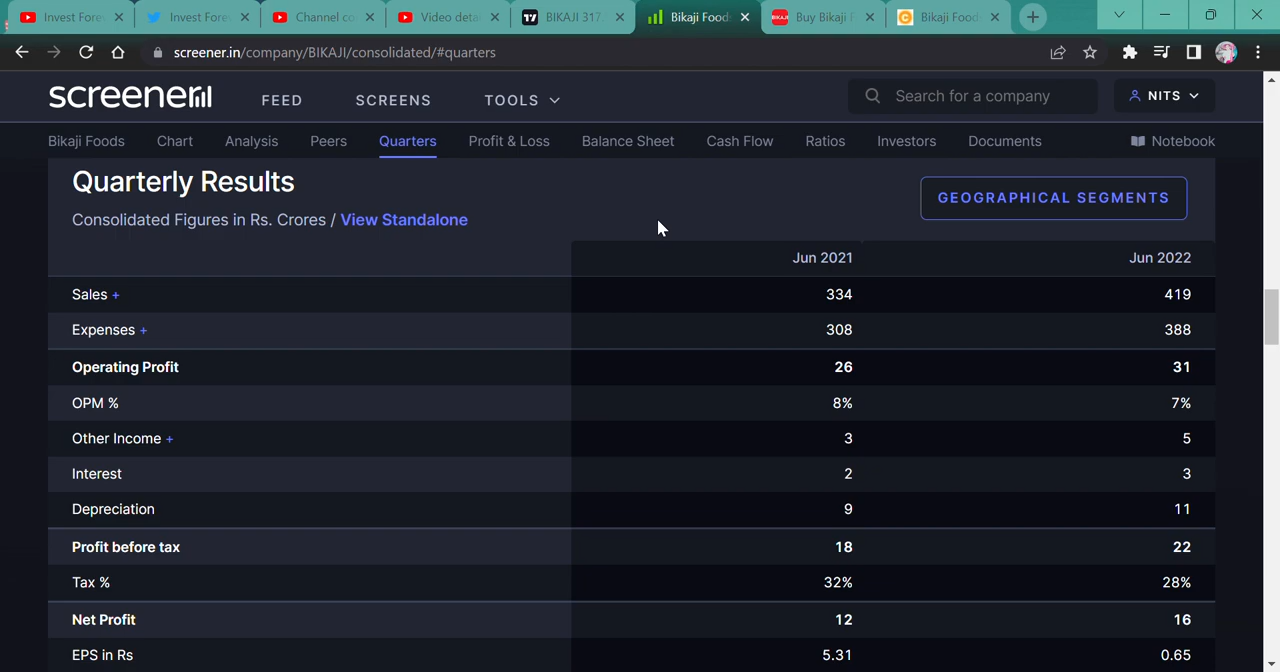 Invest Fore
Invest Fore
Channel co
Video deta
BIKAJI 317.
Bikaji Food
Buy Bikaji F
Bikaji Food
screener.in/company/BIKAJI/consolidated/#quarters
screener
FEED
SCREENS
TOOLS
Search for a company
NITS
Bikaji Foods
Chart
Analysis
Peers
Quarters
Profit & Loss
Balance Sheet
Cash Flow
Ratios
Investors
Documents
Notebook
Quarterly Results
GEOGRAPHICAL SEGMENTS
Consolidated Figures in Rs. Crores / View Standalone
Jun 2021 Jun 2022
Sales + 334 419
Expenses + 308 388
Operating Profit 26 31
OPM % 8% 7%
Other Income + 3 5
Interest 2 3
Depreciation 9 11
Profit before tax 18 22
Tax % 32% 28%
Net Profit 12 16
EPS in Rs 5.31 0.65